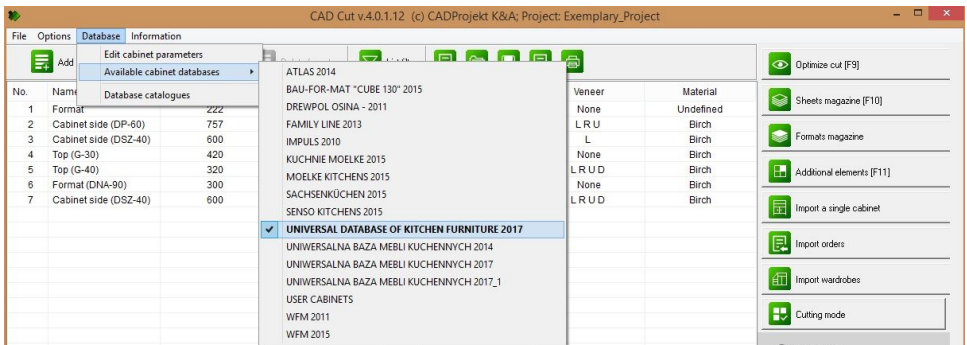 CAD Cut v.4.0.1.12 (c) CADProjekt K&A; Project: Exemplary_Project
File Options Database Information
Add
Edit cabinet parameters
Available cabinet databases
Database catalogues
ATLAS 2014
BAU-FOR-MAT "CUBE 130" 2015
DREWPOL OSINA - 2011
FAMILY LINE 2013
IMPULS 2010
KUCHNIE MOELKE 2015
MOELKE KITCHENS 2015
SACHSENKÜCHEN 2015
SENSO KITCHENS 2015
UNIVERSAL DATABASE OF KITCHEN FURNITURE 2017
UNIWERSALNA BAZA MEBLI KUCHENNYCH 2014
UNIWERSALNA BAZA MEBLI KUCHENNYCH 2017
UNIWERSALNA BAZA MEBLI KUCHENNYCH 2017_1
USER CABINETS
WFM 2011
WFM 2015
No. Name Veneer Material
1 Format 222 None Undefined
2 Cabinet side (DP-60) 757 L R U Birch
3 Cabinet side (DSZ-40) 600 L Birch
4 Top (G-30) 420 None Birch
5 Top (G-40) 320 L R U D Birch
6 Format (DNA-90) 300 None Birch
7 Cabinet side (DSZ-40) 600 L R U D Birch
Optimize cut [F9]
Sheets magazine [F10]
Formats magazine
Additional elements [F11]
Import a single cabinet
Import orders
Import wardrobes
Cutting mode